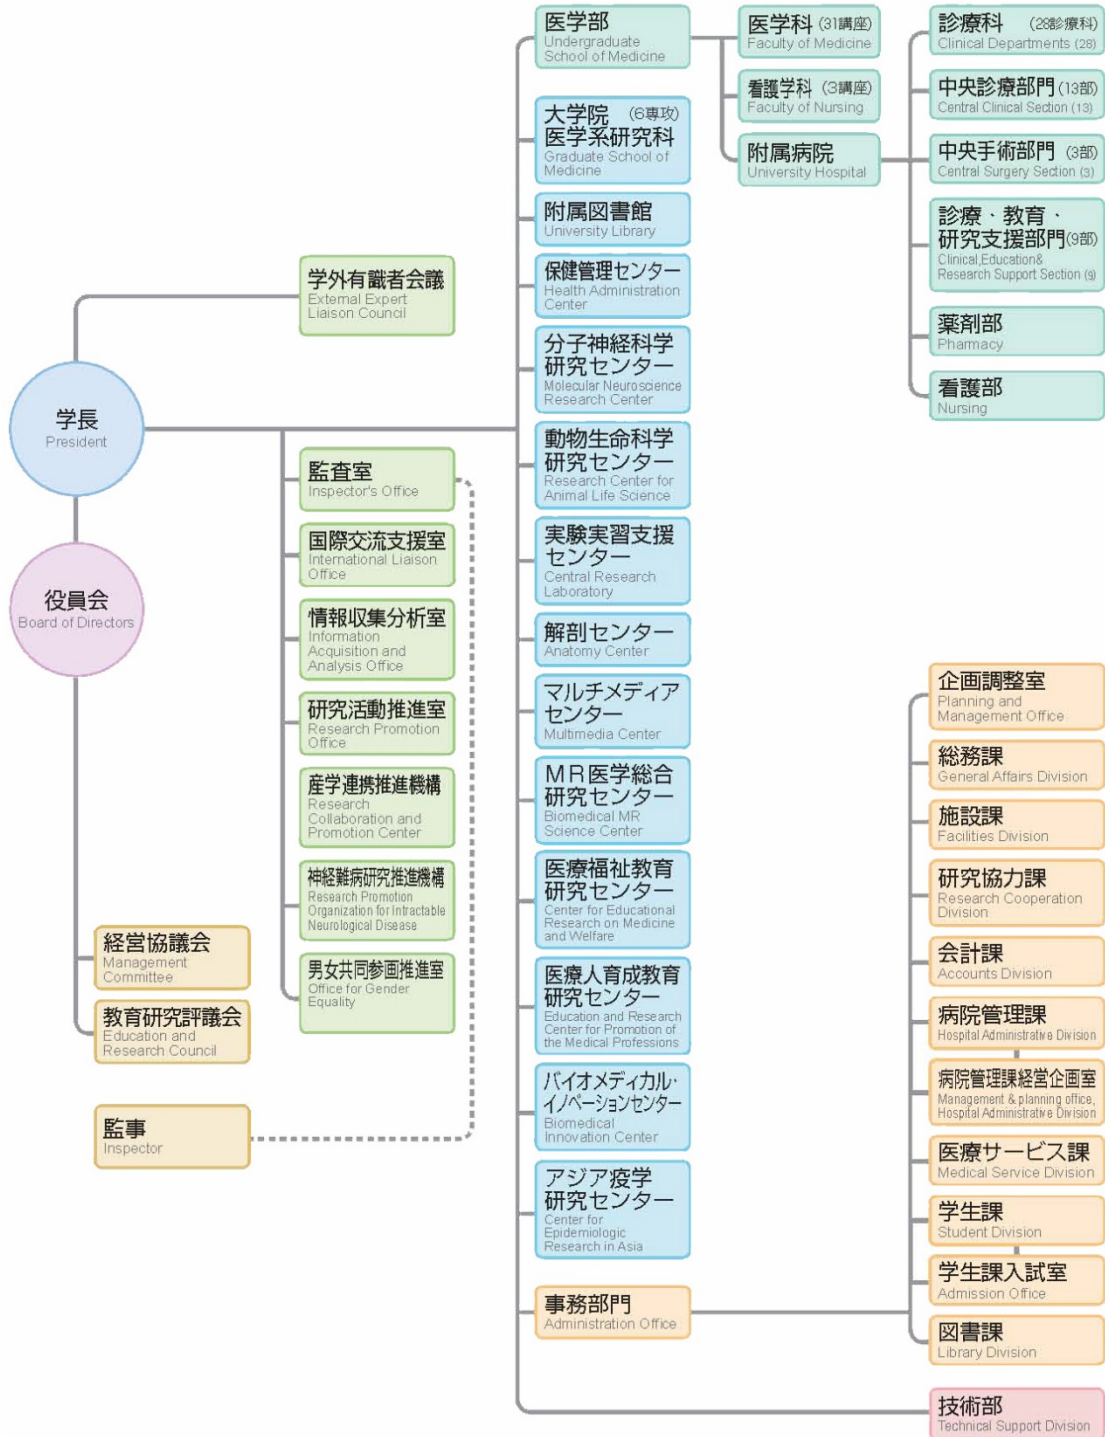 医学部
Undergraduate
School of Medicine
医学科 (31講座)
Faculty of Medicine
看護学科 (3講座)
Faculty of Nursing
附属病院
University Hospital
診療科 (28診療科)
Clinical Departments (28)
中央診療部門 (13部)
Central Clinical Section (13)
中央手術部門 (3部)
Central Surgery Section (3)
診療・教育・
研究支援部門 (9部)
Clinical,Education&
Research Support Section (9)
薬剤部
Pharmacy
看護部
Nursing
大学院 (6専攻)
医学系研究科
Graduate School of
Medicine
附属図書館
University Library
保健管理センター
Health Administration
Center
分子神経科学
研究センター
Molecular Neuroscience
Research Center
動物生命科学
研究センター
Research Center for
Animal Life Science
実験実習支援
センター
Central Research
Laboratory
解剖センター
Anatomy Center
マルチメディア
センター
Multimedia Center
MR医学総合
研究センター
Biomedical MR
Science Center
医療福祉教育
研究センター
Center for Educational
Research on Medicine
and Welfare
医療人育成教育
研究センター
Education and Research
Center for Promotion of
the Medical Professions
バイオメディカル・
イノベーションセンター
Biomedical
Innovation Center
アジア疫学
研究センター
Center for
Epidemiologic
Research in Asia
事務部門
Administration Office
学外有識者会議
External Expert
Liaison Council
学長
President
役員会
Board of Directors
監査室
Inspector's Office
国際交流支援室
International Liaison
Office
情報収集分析室
Information
Acquisition and
Analysis Office
研究活動推進室
Research Promotion
Office
産学連携推進機構
Research
Collaboration and
Promotion Center
神経難病研究推進機構
Research Promotion
Organization for Intractable
Neurological Disease
男女共同参画推進室
Office for Gender
Equality
経営協議会
Management
Committee
教育研究評議会
Education and
Research Council
監事
Inspector
企画調整室
Planning and
Management Office
総務課
General Affairs Division
施設課
Facilities Division
研究協力課
Research Cooperation
Division
会計課
Accounts Division
病院管理課
Hospital Administrative Division
病院管理課経営企画室
Management & planning office,
Hospital Administrative Division
医療サービス課
Medical Service Division
学生課
Student Division
学生課入試室
Admission Office
図書課
Library Division
技術部
Technical Support Division